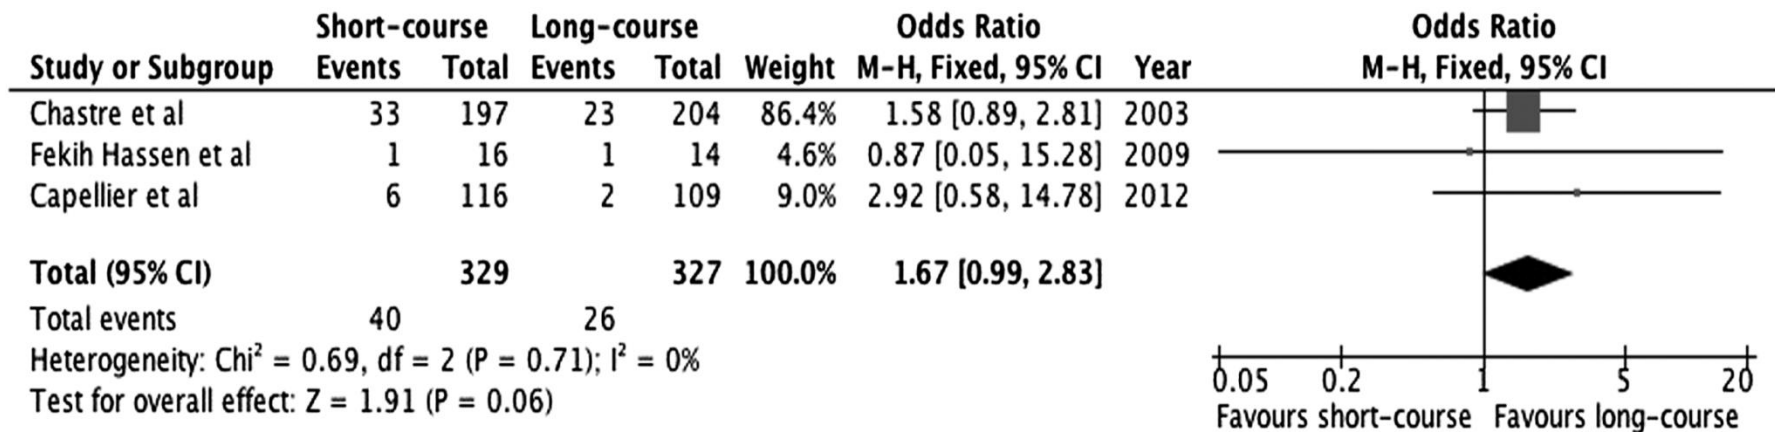 Short-course Long-course Odds Ratio Odds Ratio
Study or Subgroup Events Total Events Total Weight M-H, Fixed, 95% CI Year M-H, Fixed, 95% CI
Chastre et al 33 197 23 204 86.4% 1.58 [0.89, 2.81] 2003
Fekih Hassen et al 1 16 1 14 4.6% 0.87 [0.05, 15.28] 2009
Capellier et al 6 116 2 109 9.0% 2.92 [0.58, 14.78] 2012
Total (95% CI) 329 327 100.0% 1.67 [0.99, 2.83]
Total events 40 26
Heterogeneity: Chi² = 0.69, df = 2 (P = 0.71); I² = 0%
Test for overall effect: Z = 1.91 (P = 0.06)
0.05 0.2 1 5 20
Favours short-course Favours long-course